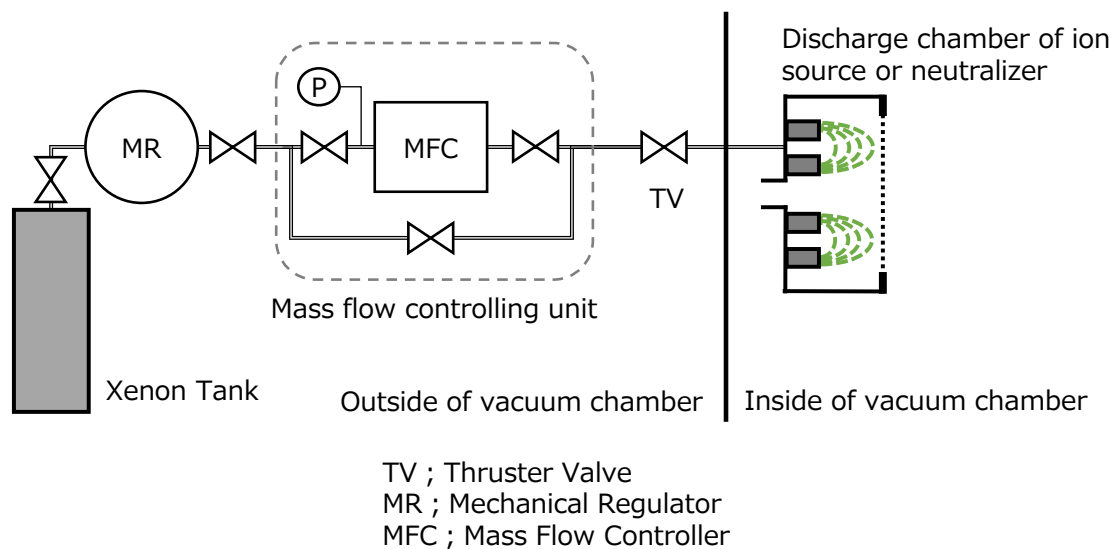 Discharge chamber of ion
source or neutralizer
P
MR
MFC
TV
Mass flow controlling unit
Xenon Tank
Outside of vacuum chamber
Inside of vacuum chamber
TV ; Thruster Valve
MR ; Mechanical Regulator
MFC ; Mass Flow Controller